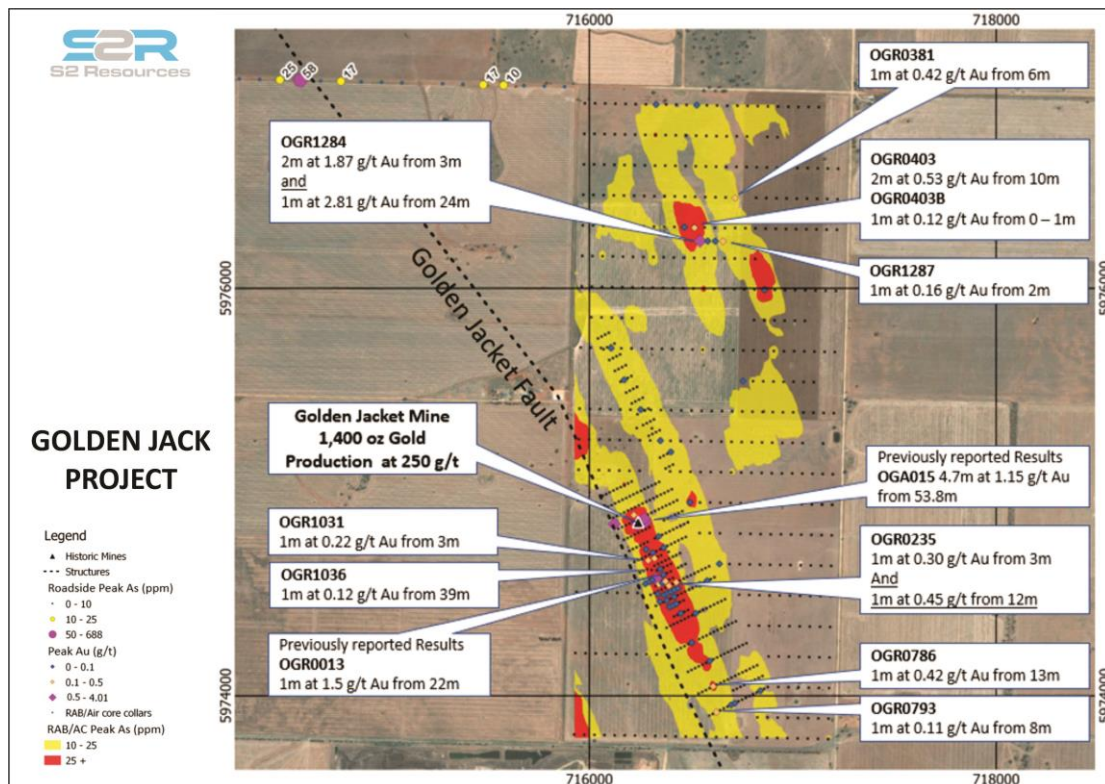 S2R
S2 Resources
716000
718000
25
58
17
17
10
OGR0381
1m at 0.42 g/t Au from 6m
OGR1284
2m at 1.87 g/t Au from 3m
and
1m 2.81 g/t Au from 24m
OGR0403
2m at 0.53 g/t Au from 10m
OGR0403B
1m at 0.12 g/t Au from 0 – 1m
OGR1287
1m at 0.16 g/t Au from 2m
5976000
5976000
Golden Jacket Fault
GOLDEN JACK
PROJECT
Golden Jacket Mine
1,400 oz Gold
Production at 250 g/t
Previously reported Results
OGA015 4.7m at 1.15 g/t Au
from 53.8m
OGR1031
1m at 0.22 g/t Au from 3m
OGR0235
1m at 0.30 g/t Au from 3m
And
1m at 0.45 g/t from 12m
OGR1036
1m at 0.12 g/t Au from 39m
Previously reported Results
OGR0013
1m at 1.5 g/t Au from 22m
OGR0786
1m at 0.42 g/t Au from 13m
OGR0793
1m at 0.11 g/t Au from 8m
5974000
5974000
Legend
Historic Mines
Structures
Roadside Peak As (ppm)
0 - 10
10 - 25
50 - 688
Peak Au (g/t)
0 - 0.1
0.1 - 0.5
0.5 - 4.01
RAB/Air core collars
RAB/AC Peak As (ppm)
10 - 25
25 +
716000
718000